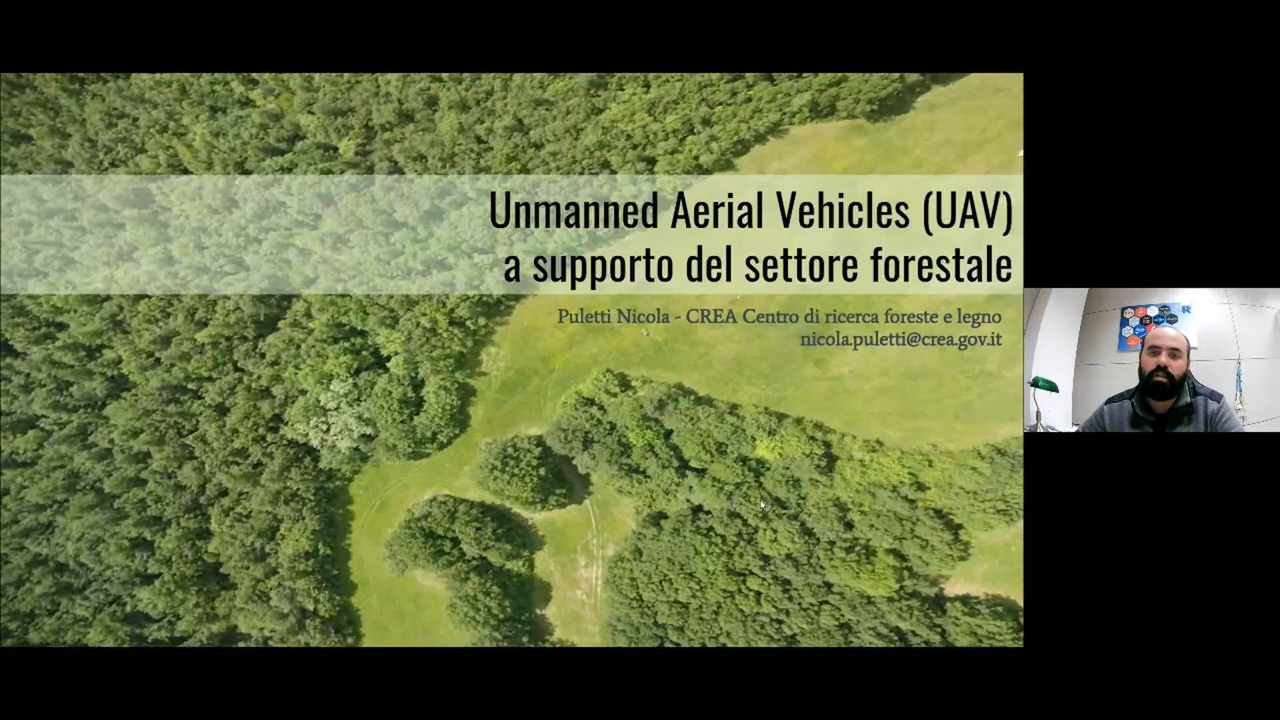 Unmanned Aerial Vehicles (UAV)
a supporto del settore forestale
Puletti Nicola - CREA Centro di ricerca foreste e legno
nicola.puletti@crea.gov.it
R